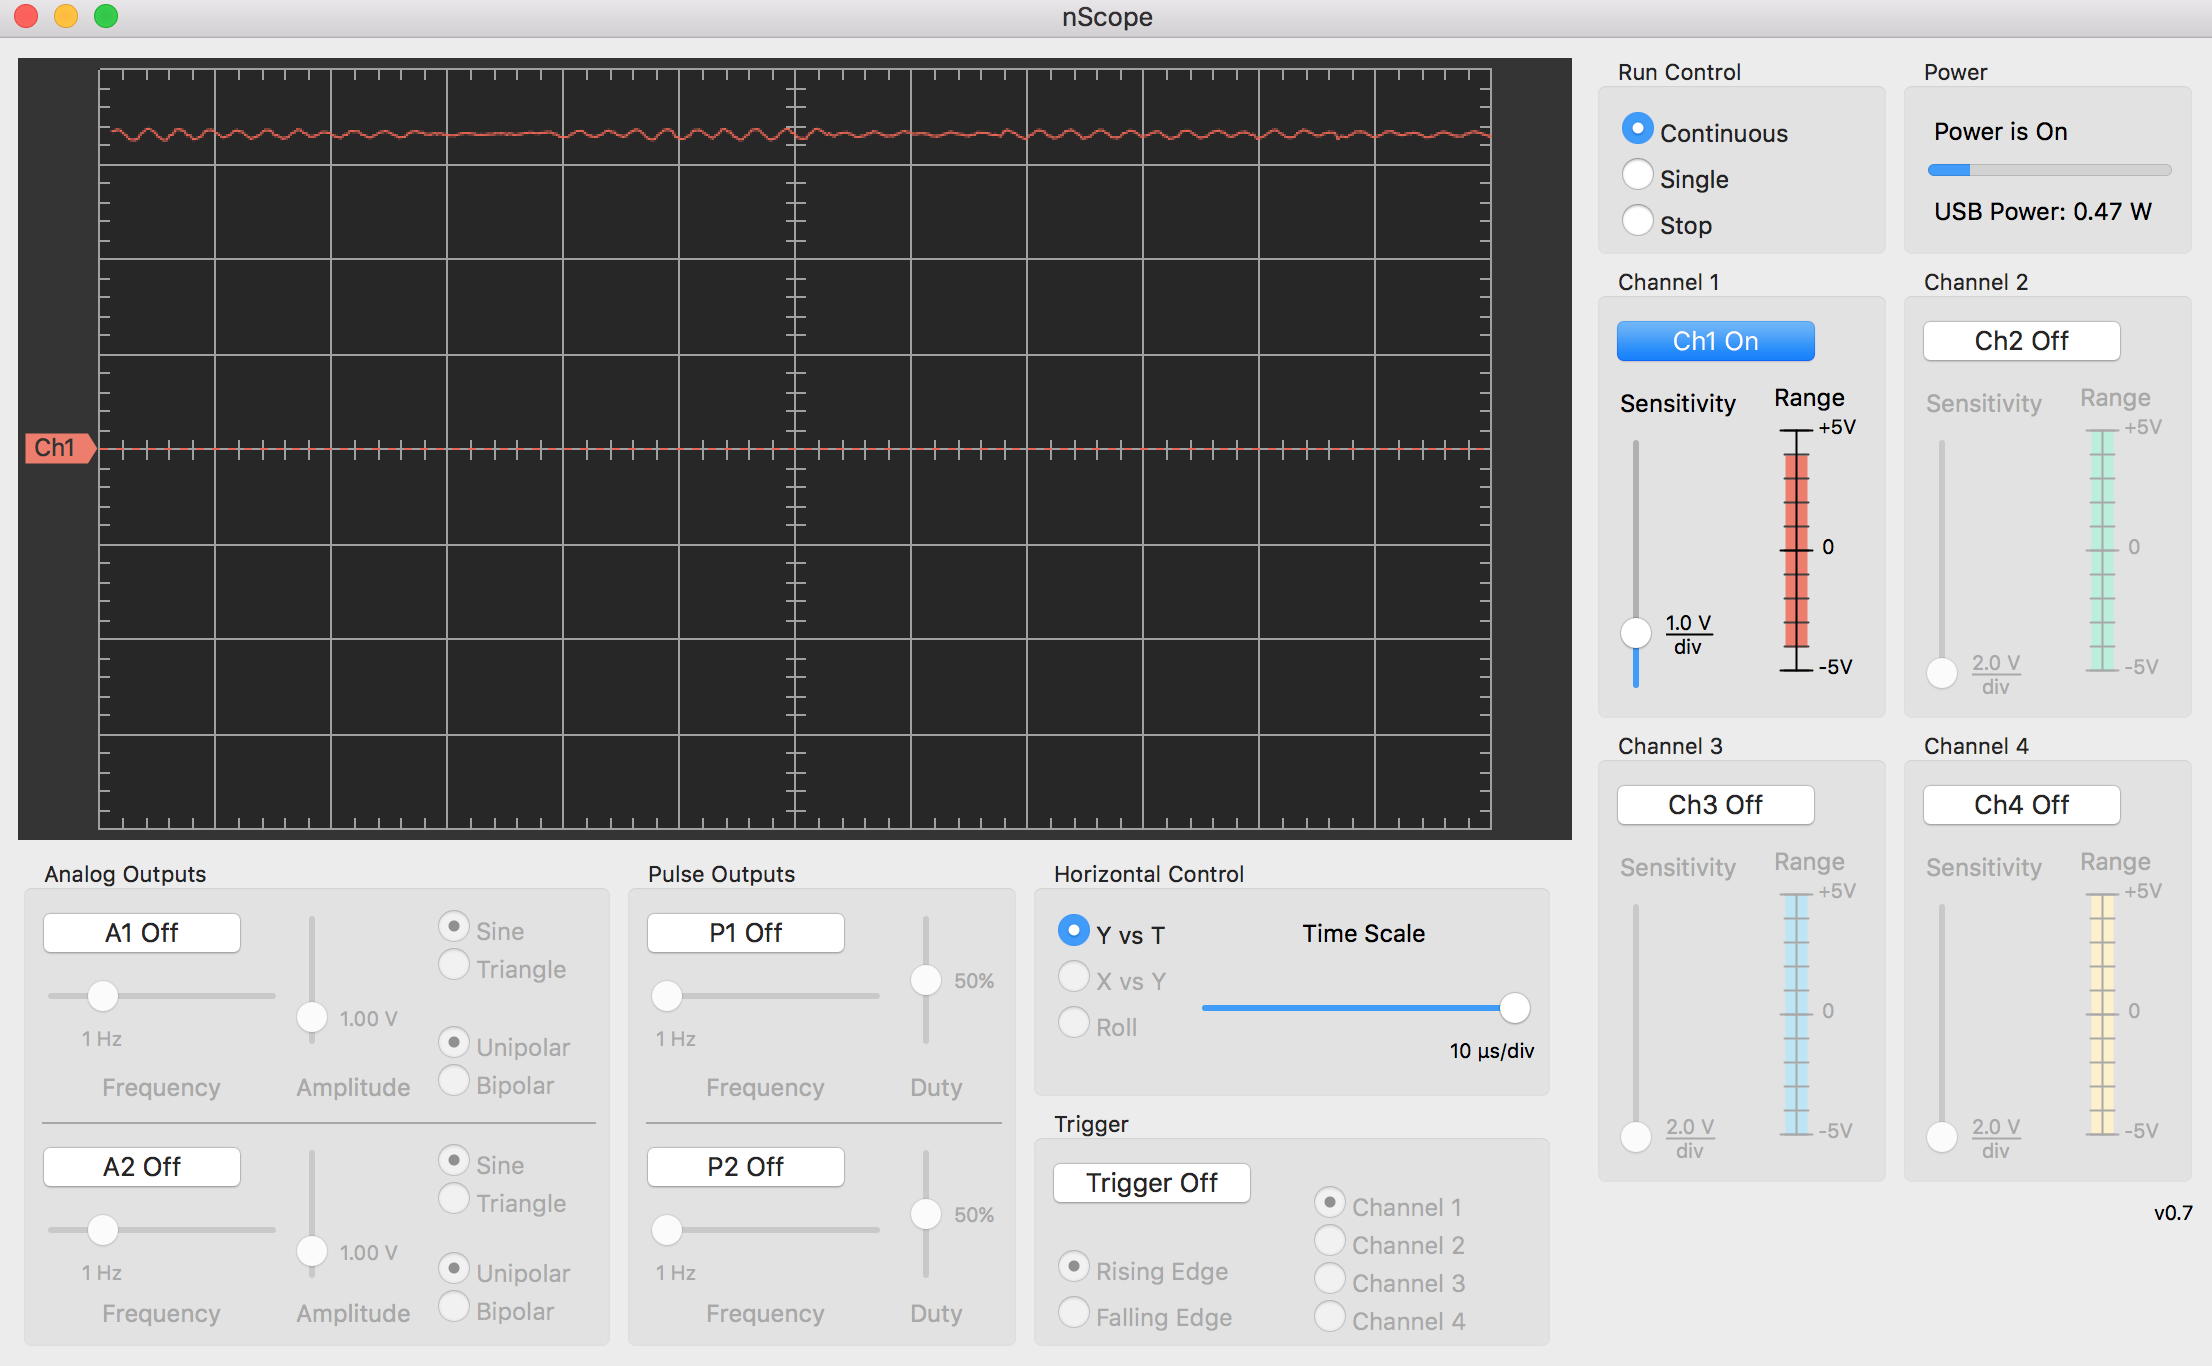 nScope
Ch1
Run Control
Continuous
Single
Stop
Power
Power is On
USB Power: 0.47 W
Channel 1
Ch1 On
Sensitivity
Range
+5V
0
-5V
1.0 V
div
Channel 2
Ch2 Off
Sensitivity
Range
+5V
0
-5V
2.0 V
div
Channel 3
Ch3 Off
Sensitivity
Range
+5V
0
-5V
2.0 V
div
Channel 4
Ch4 Off
Sensitivity
Range
+5V
0
-5V
2.0 V
div
v0.7
Analog Outputs
A1 Off
1 Hz
Frequency
1.00 V
Amplitude
Sine
Triangle
Unipolar
Bipolar
A2 Off
1 Hz
Frequency
1.00 V
Amplitude
Sine
Triangle
Unipolar
Bipolar
Pulse Outputs
P1 Off
1 Hz
Frequency
50%
Duty
P2 Off
1 Hz
Frequency
50%
Duty
Horizontal Control
Y vs T
X vs Y
Roll
Time Scale
10 µs/div
Trigger
Trigger Off
Rising Edge
Falling Edge
Channel 1
Channel 2
Channel 3
Channel 4